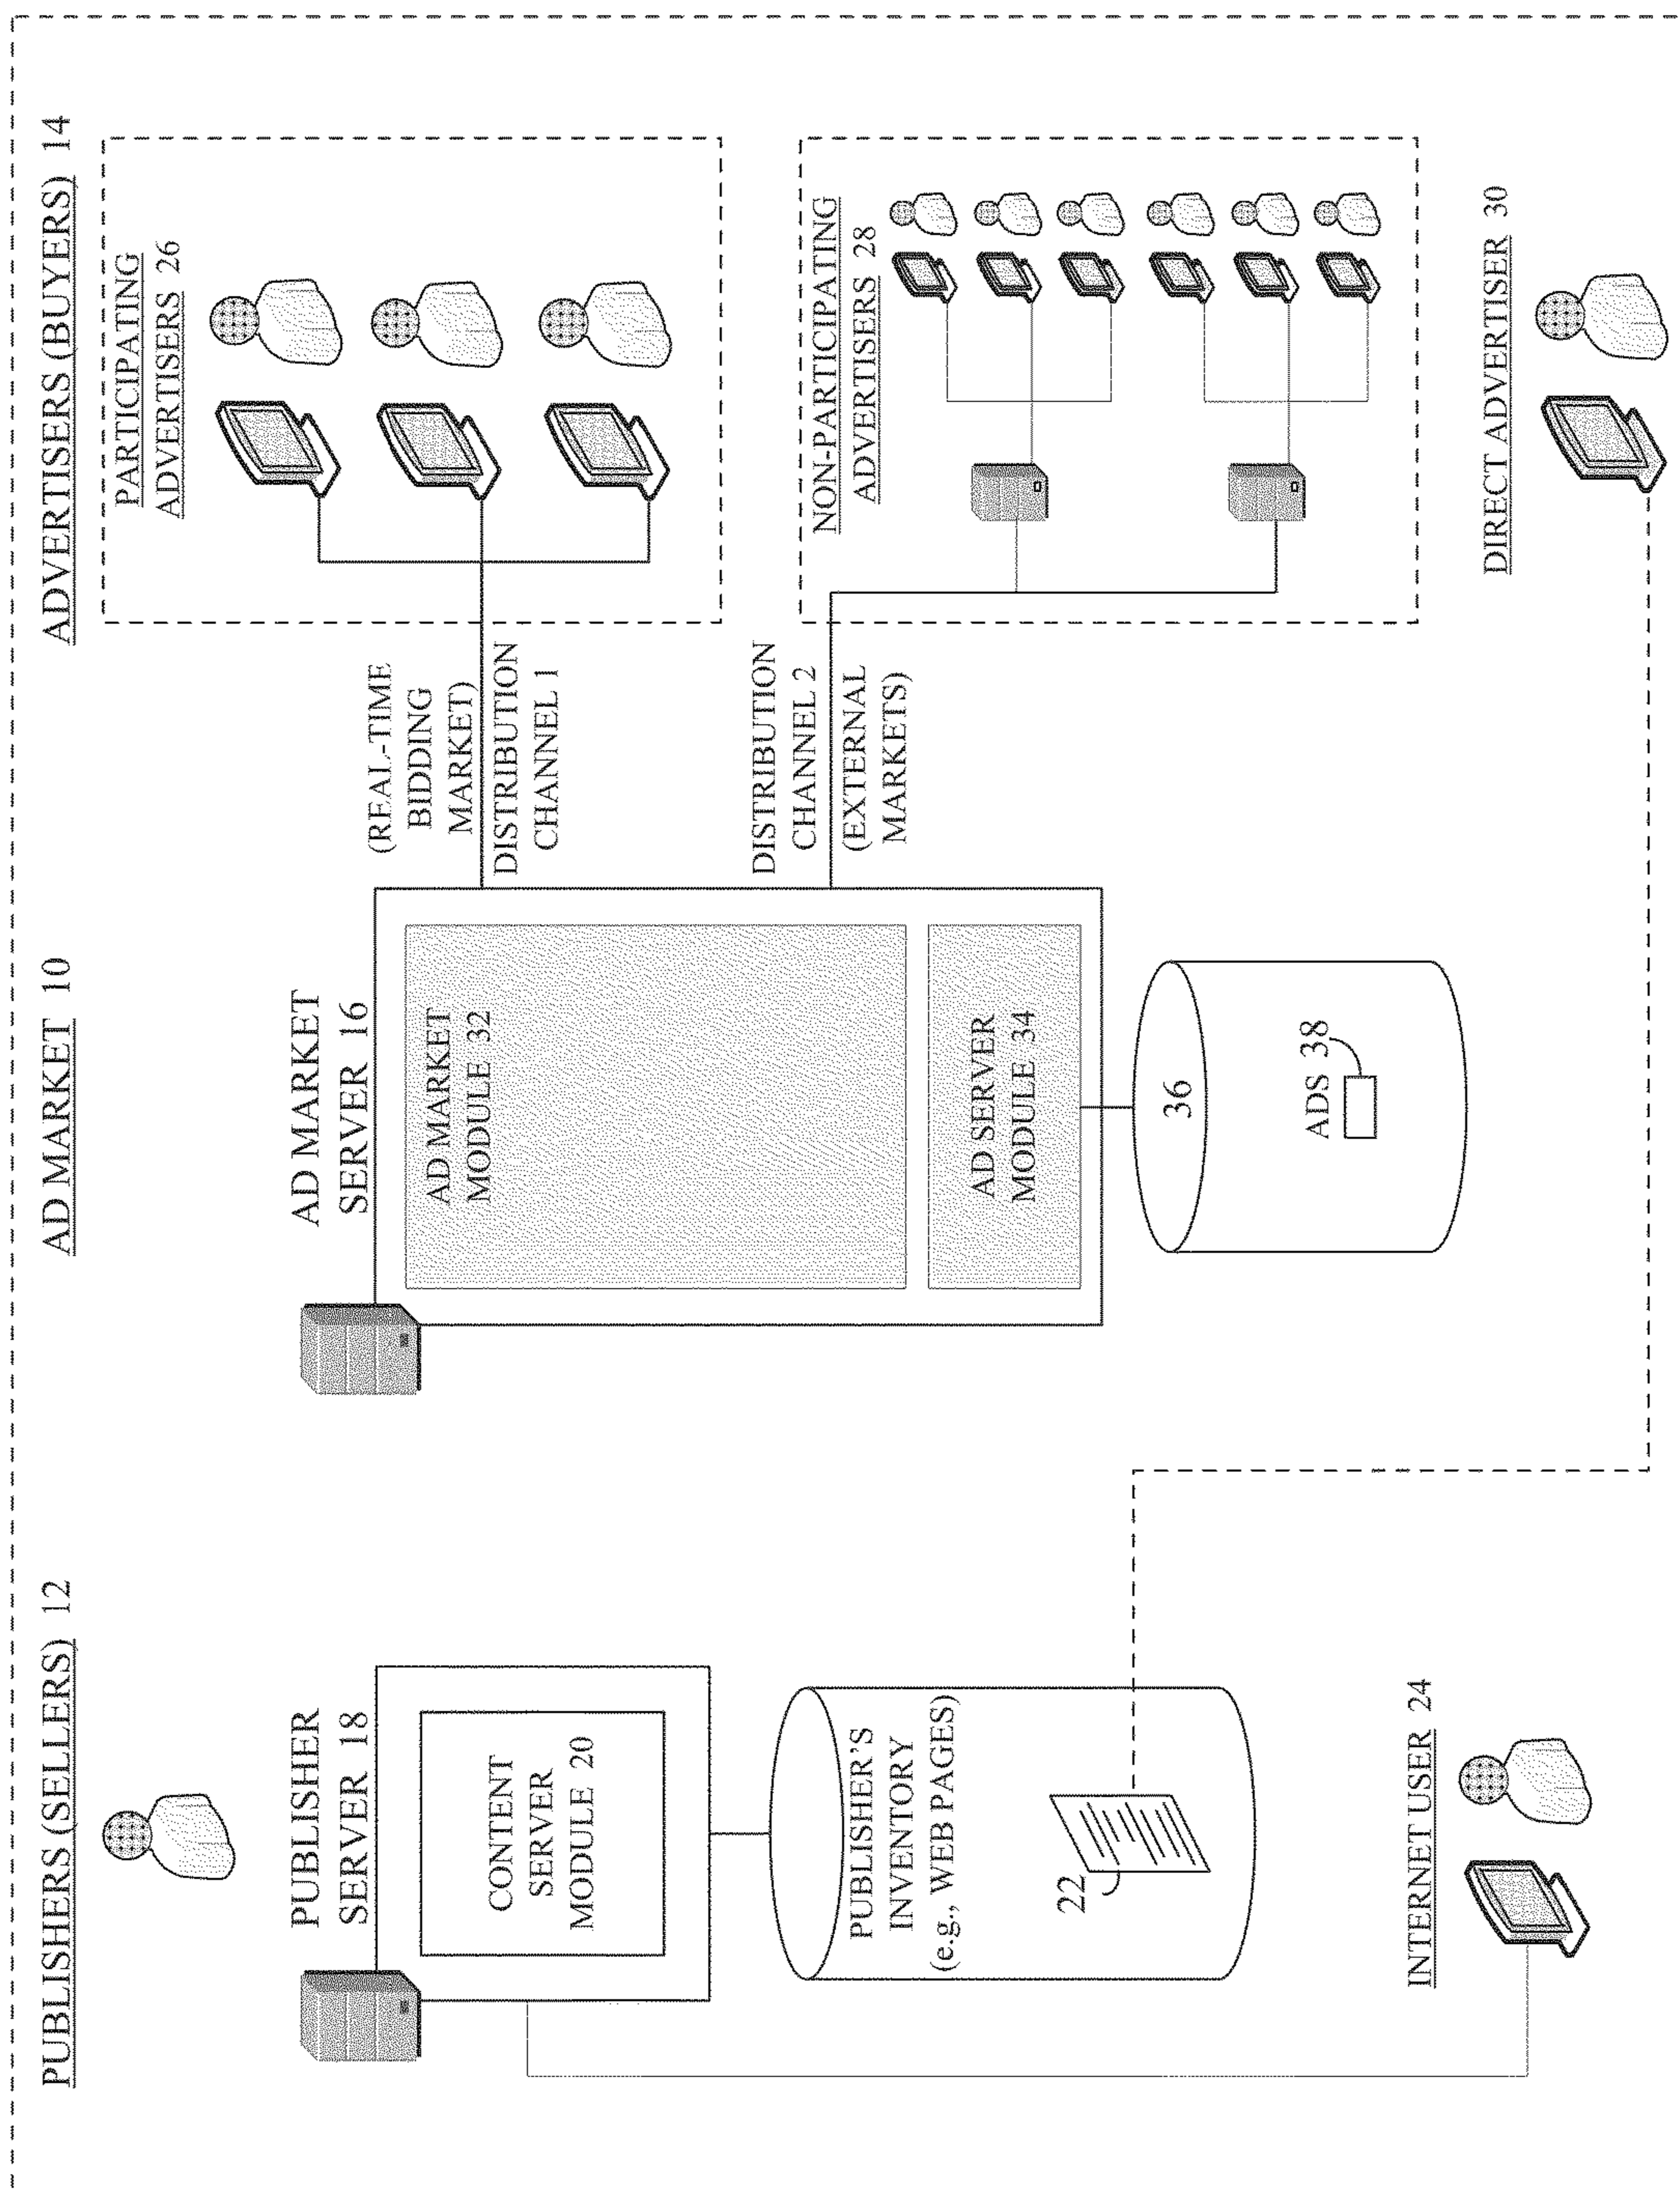 PUBLISHERS (SELLERS) 12
PUBLISHER
SERVER 18
CONTENT
SERVER
MODULE 20
PUBLISHER'S
INVENTORY
(e.g., WEB PAGES)
22
INTERNET USER 24
AD MARKET 10
AD MARKET
SERVER 16
AD MARKET
MODULE 32
AD SERVER
MODULE 34
36
ADS 38
(REAL-TIME
BIDDING
MARKET)
DISTRIBUTION
CHANNEL 1
DISTRIBUTION
CHANNEL 2
(EXTERNAL
MARKETS)
ADVERTISERS (BUYERS) 14
PARTICIPATING
ADVERTISERS 26
NON-PARTICIPATING
ADVERTISERS 28
DIRECT ADVERTISER 30